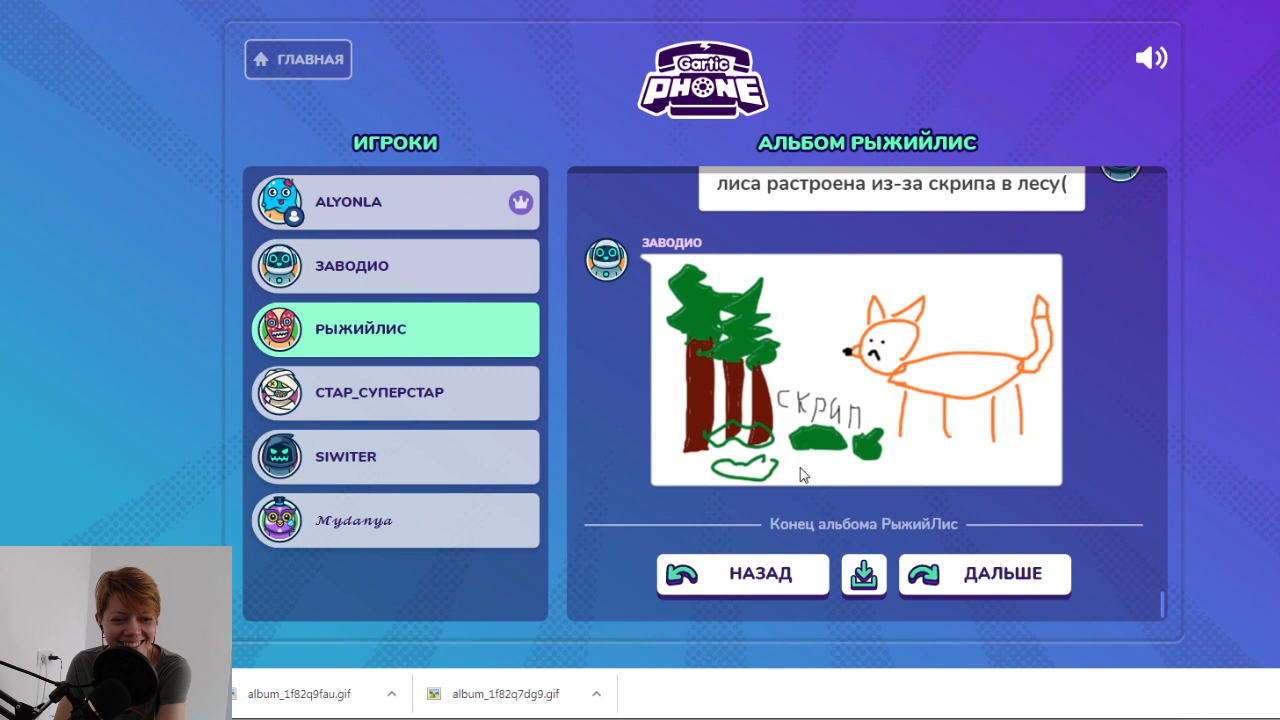 ГЛАВНАЯ
Gartic
PHONE
ИГРОКИ
АЛЬБОМ РЫЖИЙЛИС
ALYONLA
ЗАВОДИО
РЫЖИЙЛИС
СТАР_СУПЕРСТАР
SIWITER
Mydanya
лиса растроена из-за скрипа в лесу(
ЗАВОДИО
скрип
Конец альбома РыжийЛис
НАЗАД
ДАЛЬШЕ
album_1f82q9fau.gif
album_1f82q7dg9.gif